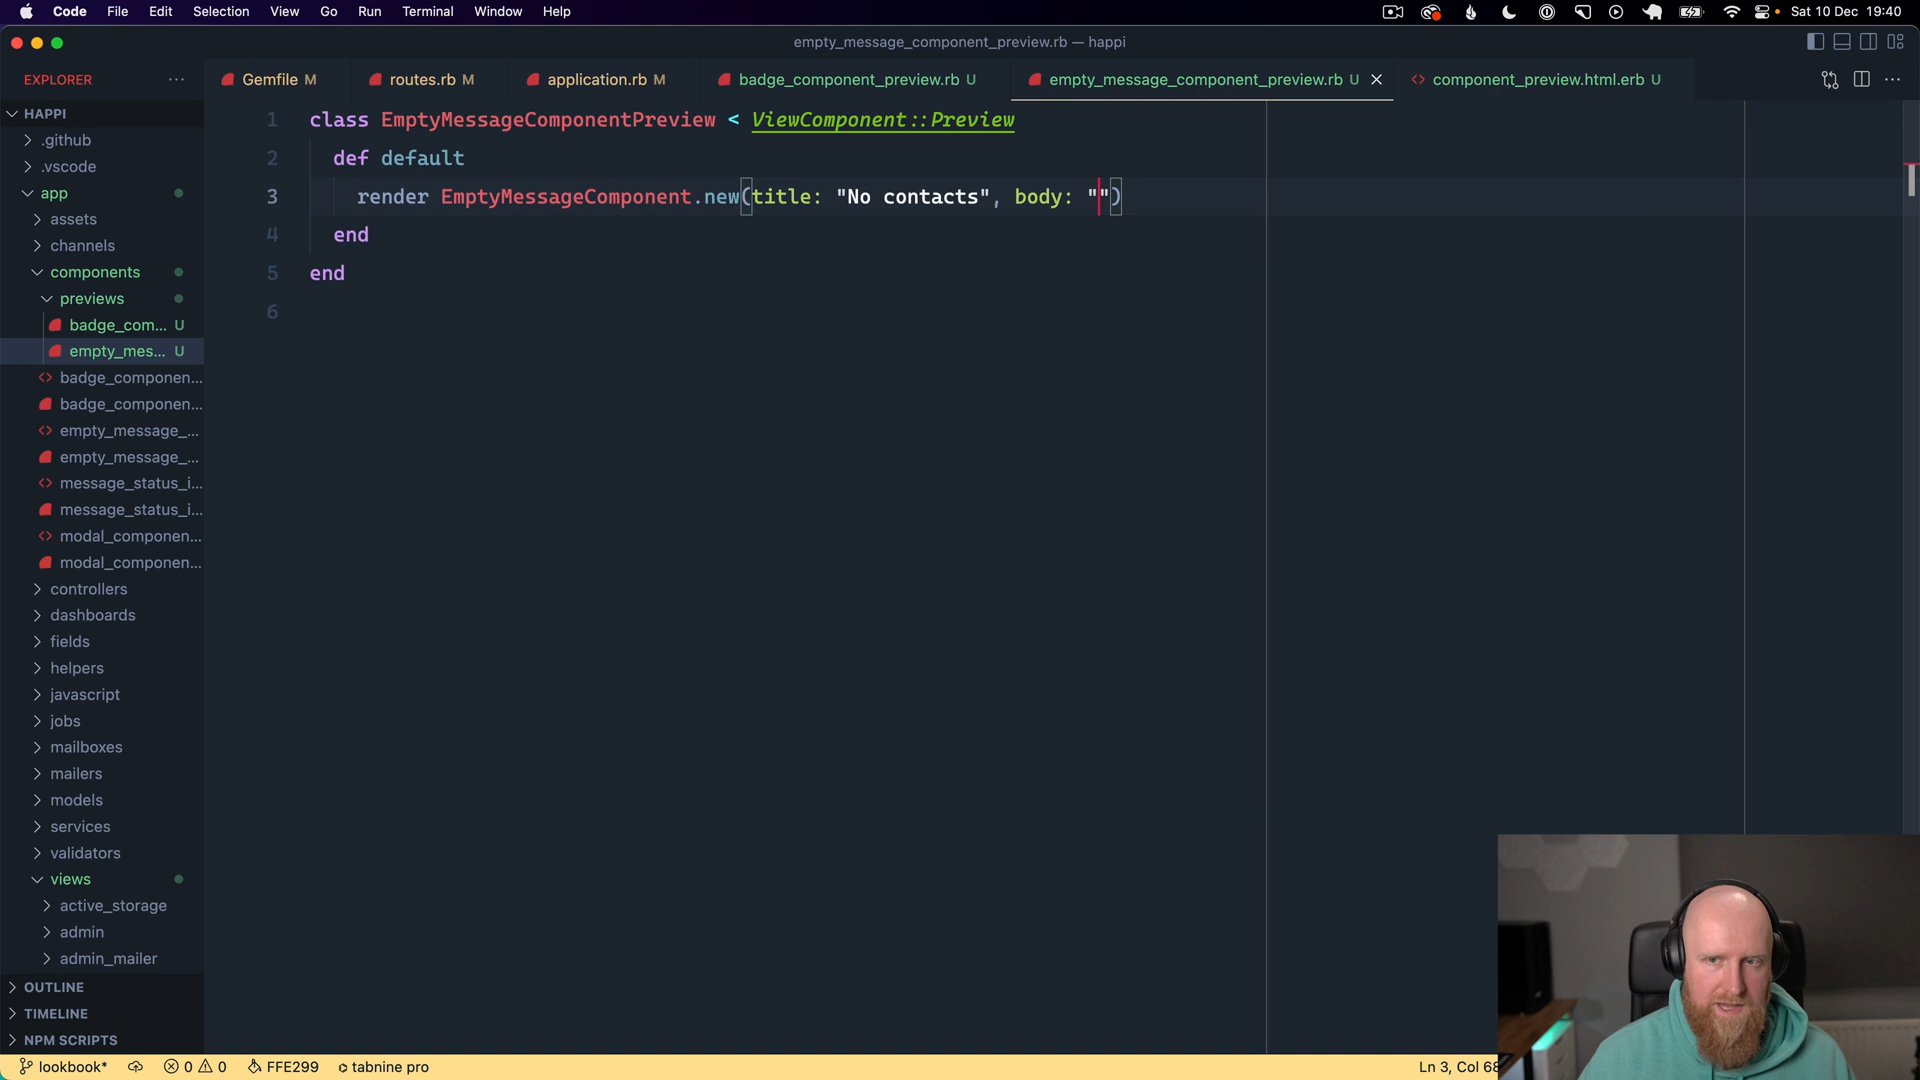 Code File Edit Selection View Go Run Terminal Window Help Sat 10 Dec 19:40
empty_message_component_preview.rb — happi
EXPLORER ···
Gemfile M routes.rb M application.rb M badge_component_preview.rb U empty_message_component_preview.rb U component_preview.html.erb U
HAPPI
.github
.vscode
app
assets
channels
components
previews
badge_com... U
empty_mes... U
badge_componen...
badge_componen...
empty_message_...
empty_message_...
message_status_i...
message_status_i...
modal_componen...
modal_componen...
controllers
dashboards
fields
helpers
javascript
jobs
mailboxes
mailers
models
services
validators
views
active_storage
admin
admin_mailer
OUTLINE
TIMELINE
NPM SCRIPTS
1 class EmptyMessageComponentPreview < ViewComponent::Preview
2 def default
3 render EmptyMessageComponent.new(title: "No contacts", body: "")
4 end
5 end
6
lookbook* 0 0 FFE299 tabnine pro Ln 3, Col 68